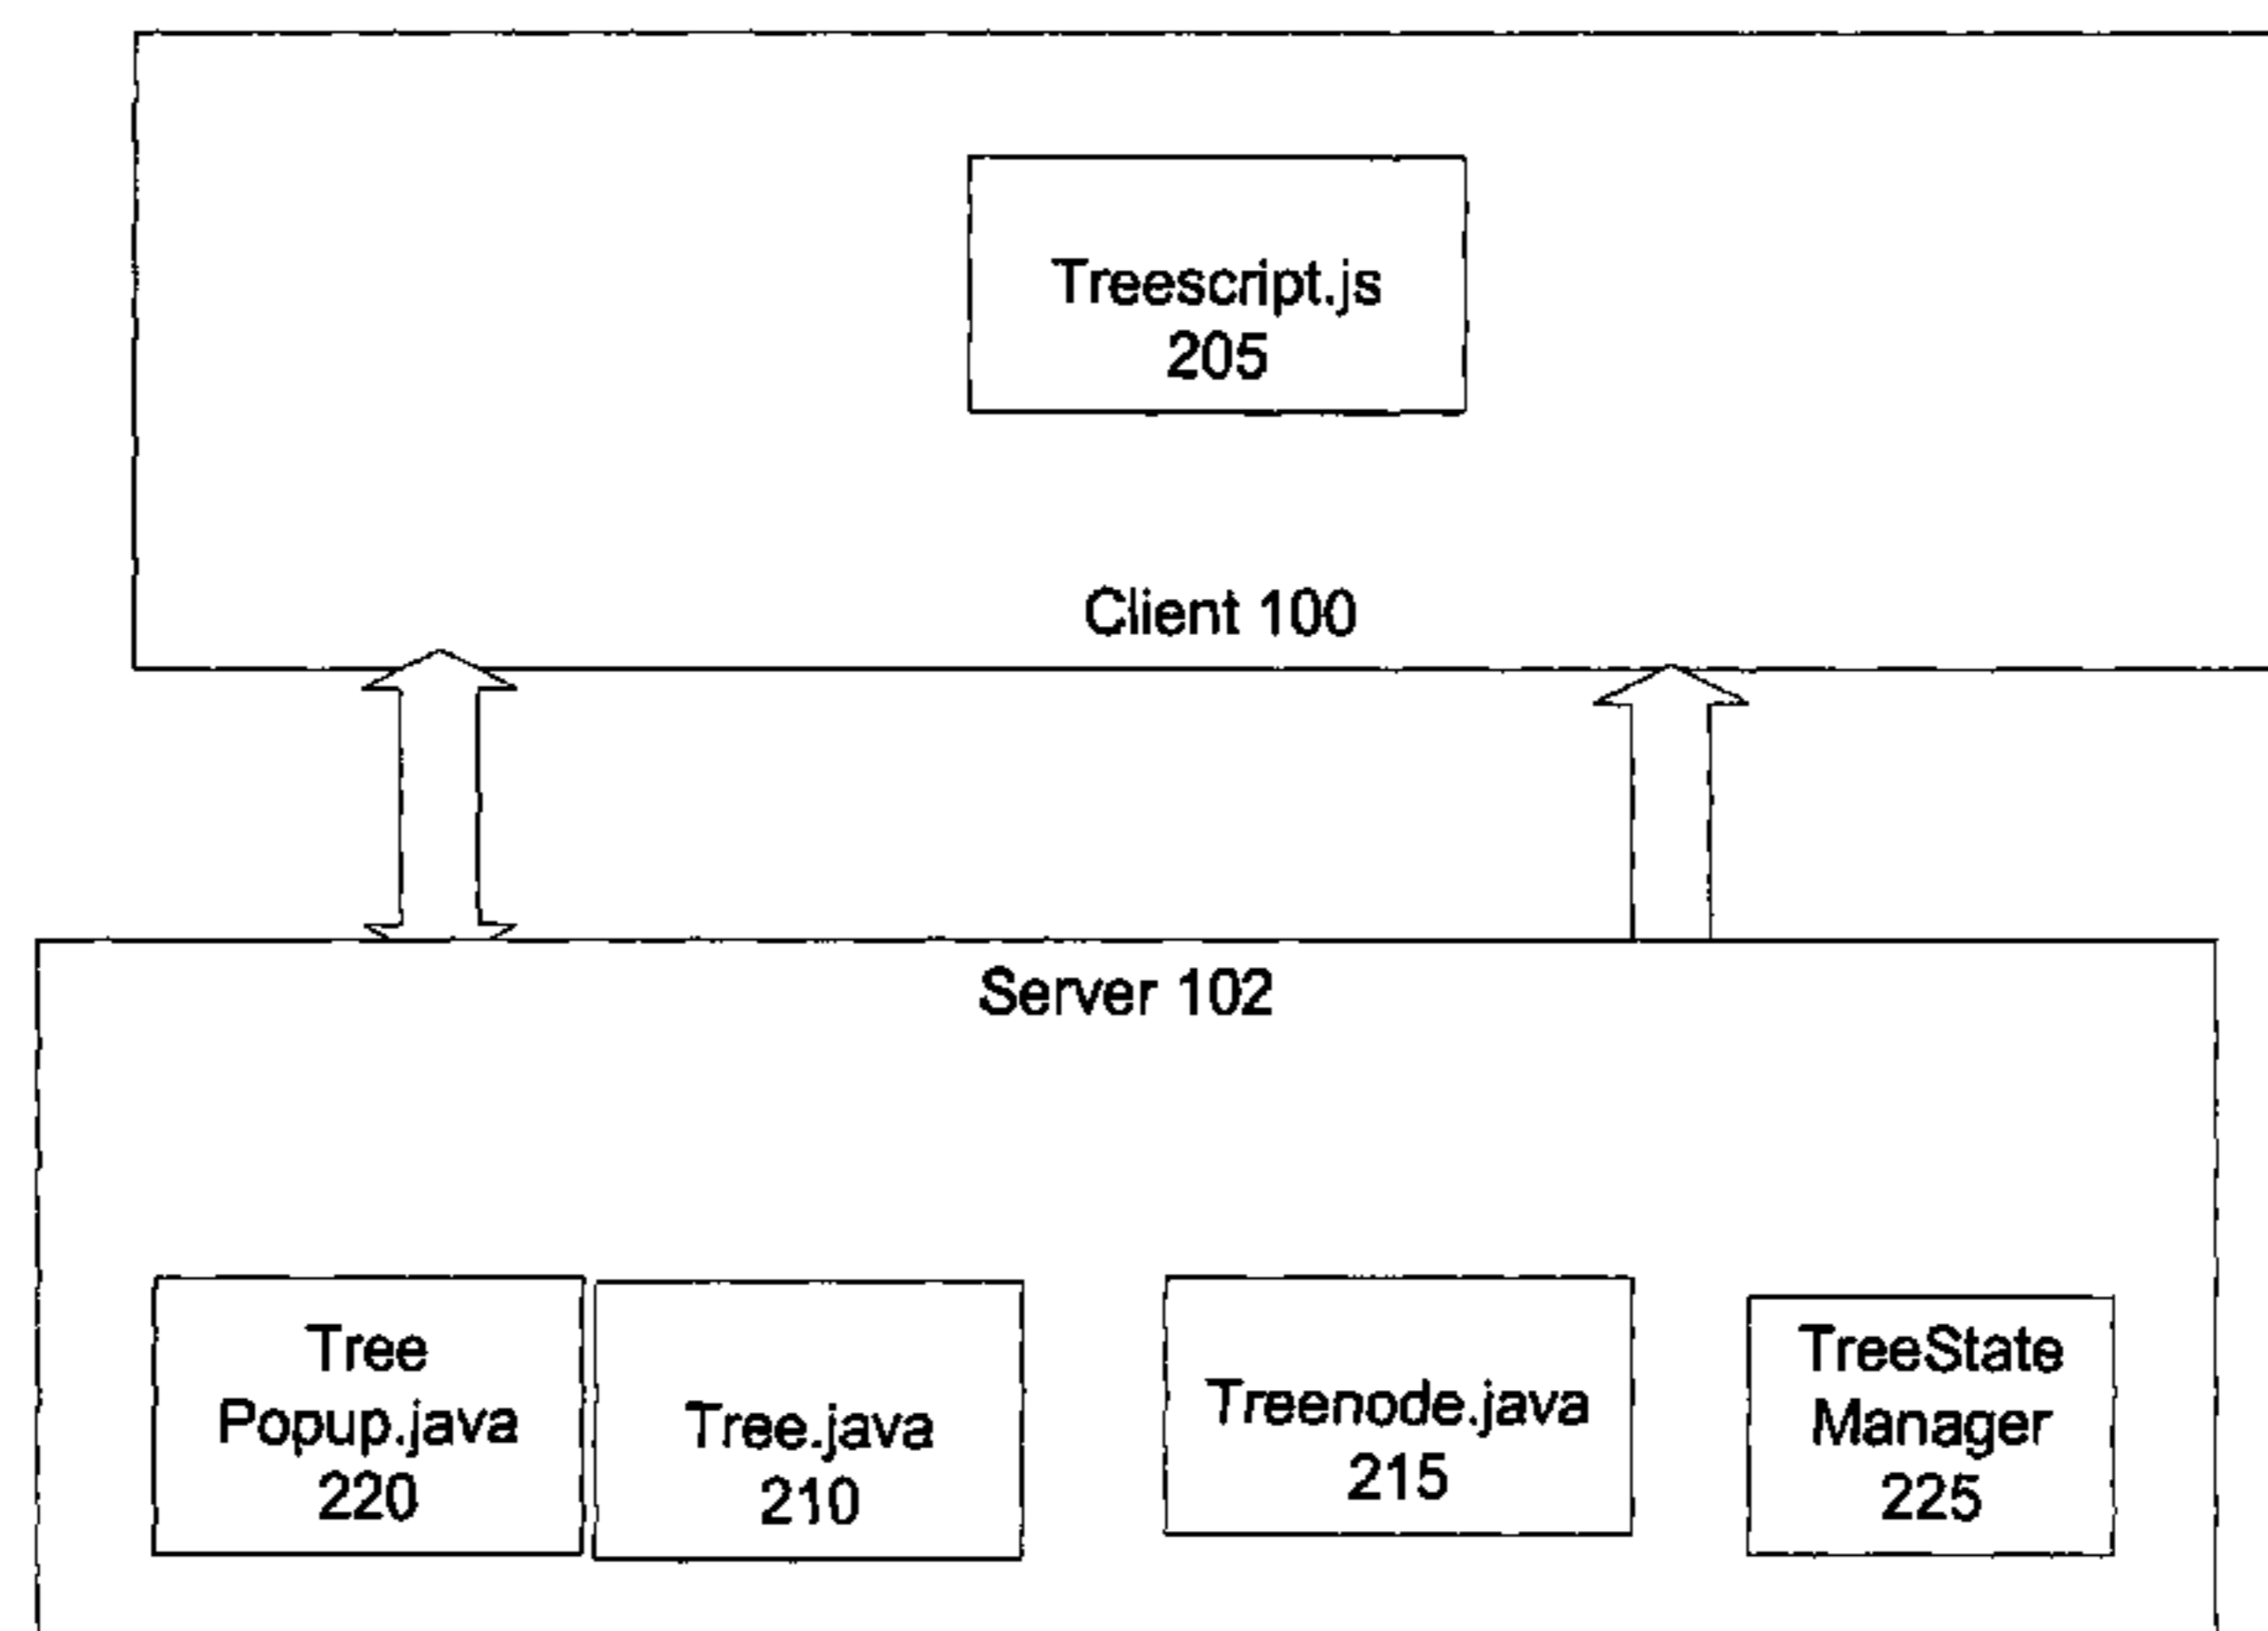 Treescript.js
205
Client 100
Server 102
Tree
Popup.java
220
Tree.java
210
Treenode.java
215
TreeState
Manager
225